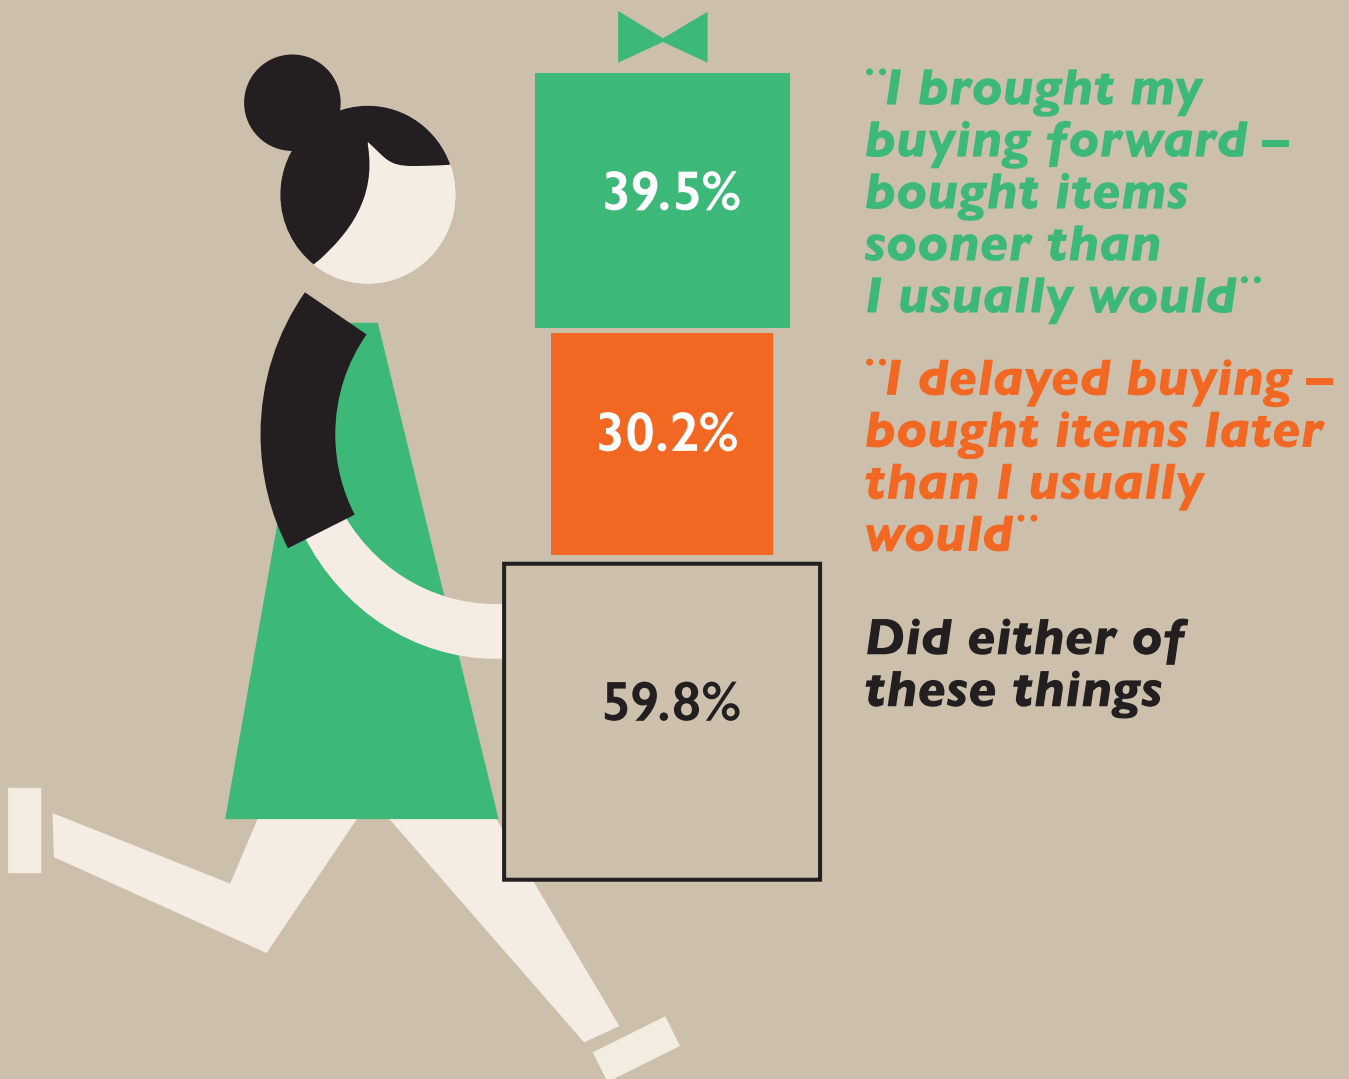 39.5%
¨I brought my
buying forward –
bought items
sooner than
I usually would¨
30.2%
¨I delayed buying –
bought items later
than I usually
would¨
59.8%
Did either of
these things